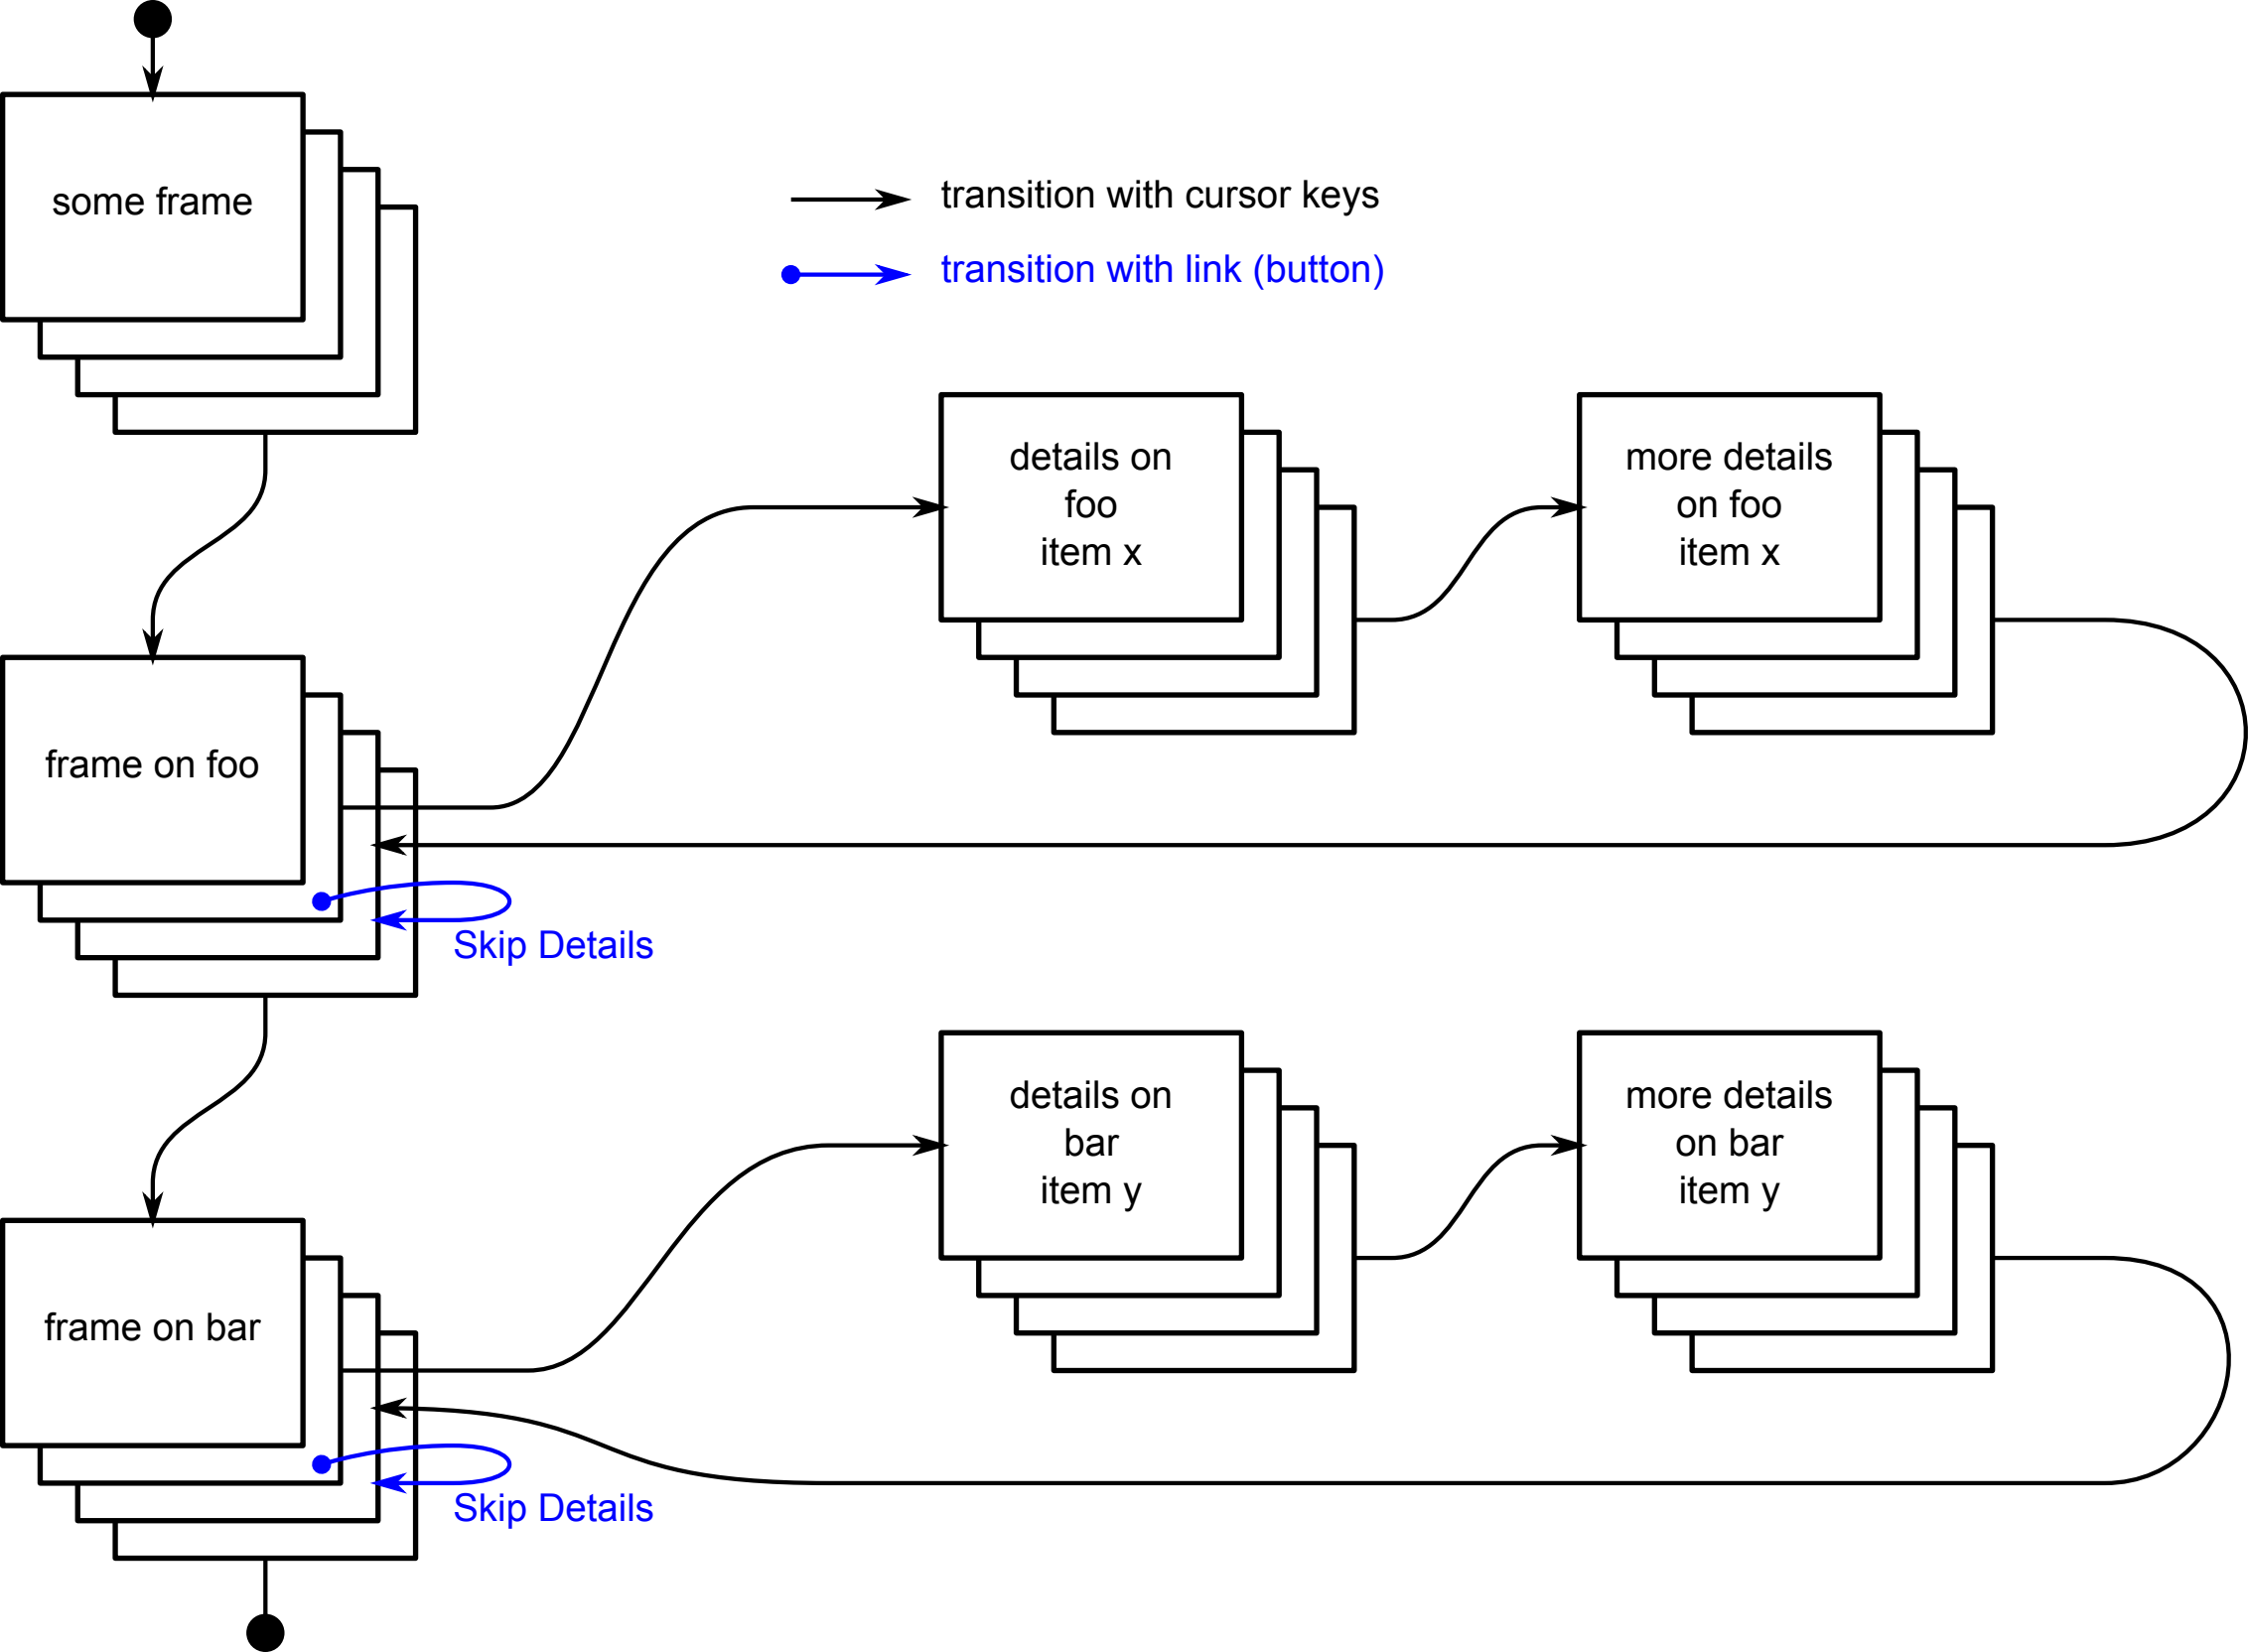 some frame
transition with cursor keys
transition with link (button)
details on
foo
item x
more details
on foo
item x
frame on foo
Skip Details
details on
bar
item y
more details
on bar
item y
frame on bar
Skip Details